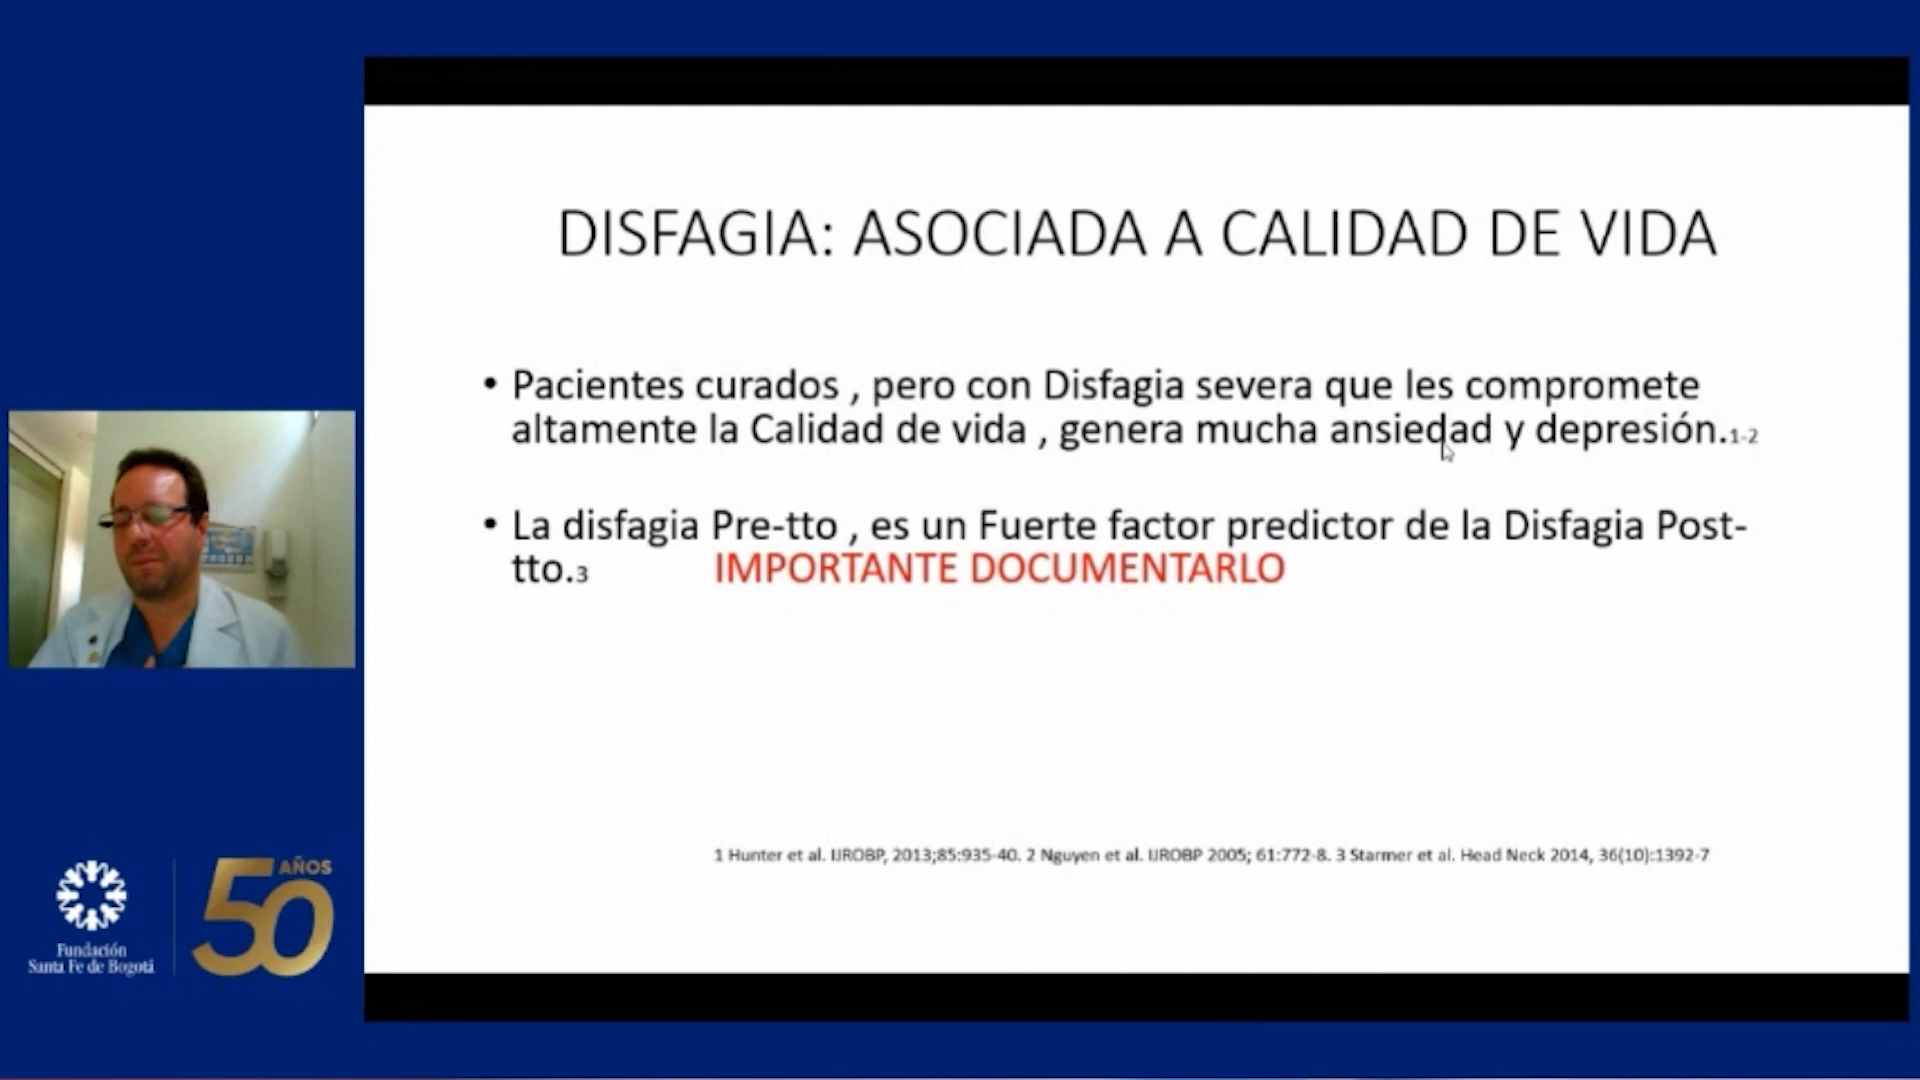 DISFAGIA: ASOCIADA A CALIDAD DE VIDA
• Pacientes curados , pero con Disfagia severa que les compromete
altamente la Calidad de vida , genera mucha ansiedad y depresión.1-2
• La disfagia Pre-tto , es un Fuerte factor predictor de la Disfagia Post-
tto.3 IMPORTANTE DOCUMENTARLO
1 Hunter et al. IJROBP, 2013;85:935-40. 2 Nguyen et al. IJROBP 2005; 61:772-8. 3 Starmer et al. Head Neck 2014, 36(10):1392-7
Fundación
Santa Fe de Bogotá
50 AÑOS